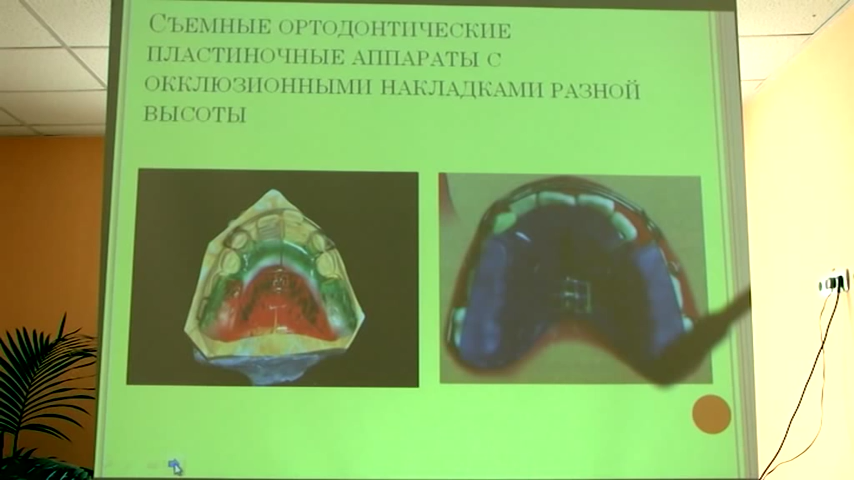 Съемные ортодонтические
пластиночные аппараты с
окклюзионными накладками разной
высоты